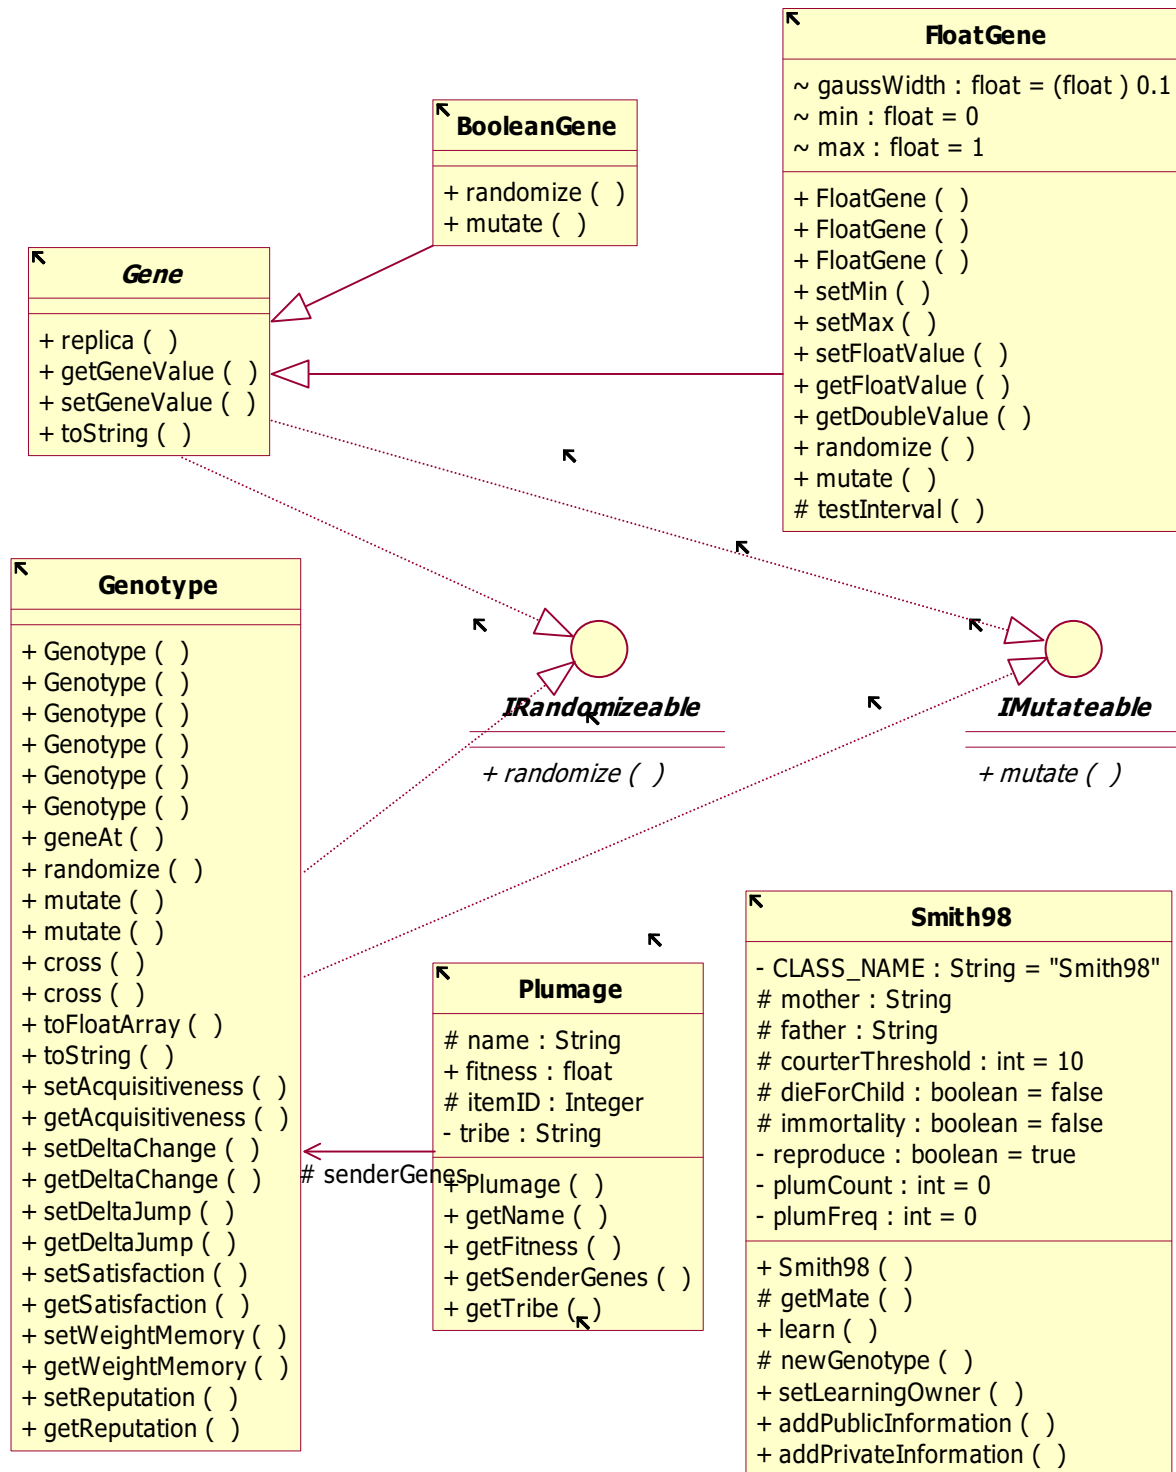 FloatGene
~ gaussWidth : float = (float ) 0.1
~ min : float = 0
~ max : float = 1
+ FloatGene ( )
+ FloatGene ( )
+ FloatGene ( )
+ setMin ( )
+ setMax ( )
+ setFloatValue ( )
+ getFloatValue ( )
+ getDoubleValue ( )
+ randomize ( )
+ mutate ( )
# testInterval ( )
BooleanGene
+ randomize ( )
+ mutate ( )
Gene
+ replica ( )
+ getGeneValue ( )
+ setGeneValue ( )
+ toString ( )
Genotype
+ Genotype ( )
+ Genotype ( )
+ Genotype ( )
+ Genotype ( )
+ Genotype ( )
+ Genotype ( )
+ geneAt ( )
+ randomize ( )
+ mutate ( )
+ mutate ( )
+ cross ( )
+ cross ( )
+ toFloatArray ( )
+ toString ( )
+ setAcquisitiveness ( )
+ getAcquisitiveness ( )
+ setDeltaChange ( )
+ getDeltaChange ( )
+ setDeltaJump ( )
+ getDeltaJump ( )
+ setSatisfaction ( )
+ getSatisfaction ( )
+ setWeightMemory ( )
+ getWeightMemory ( )
+ setReputation ( )
+ getReputation ( )
IRandomizeable
+ randomize ( )
IMutateable
+ mutate ( )
# senderGenes
Plumage
# name : String
+ fitness : float
# itemID : Integer
- tribe : String
+ Plumage ( )
+ getName ( )
+ getFitness ( )
+ getSenderGenes ( )
+ getTribe ( )
Smith98
- CLASS_NAME : String = "Smith98"
# mother : String
# father : String
# courterThreshold : int = 10
# dieForChild : boolean = false
# immortality : boolean = false
- reproduce : boolean = true
- plumCount : int = 0
- plumFreq : int = 0
+ Smith98 ( )
# getMate ( )
+ learn ( )
# newGenotype ( )
+ setLearningOwner ( )
+ addPublicInformation ( )
+ addPrivateInformation ( )